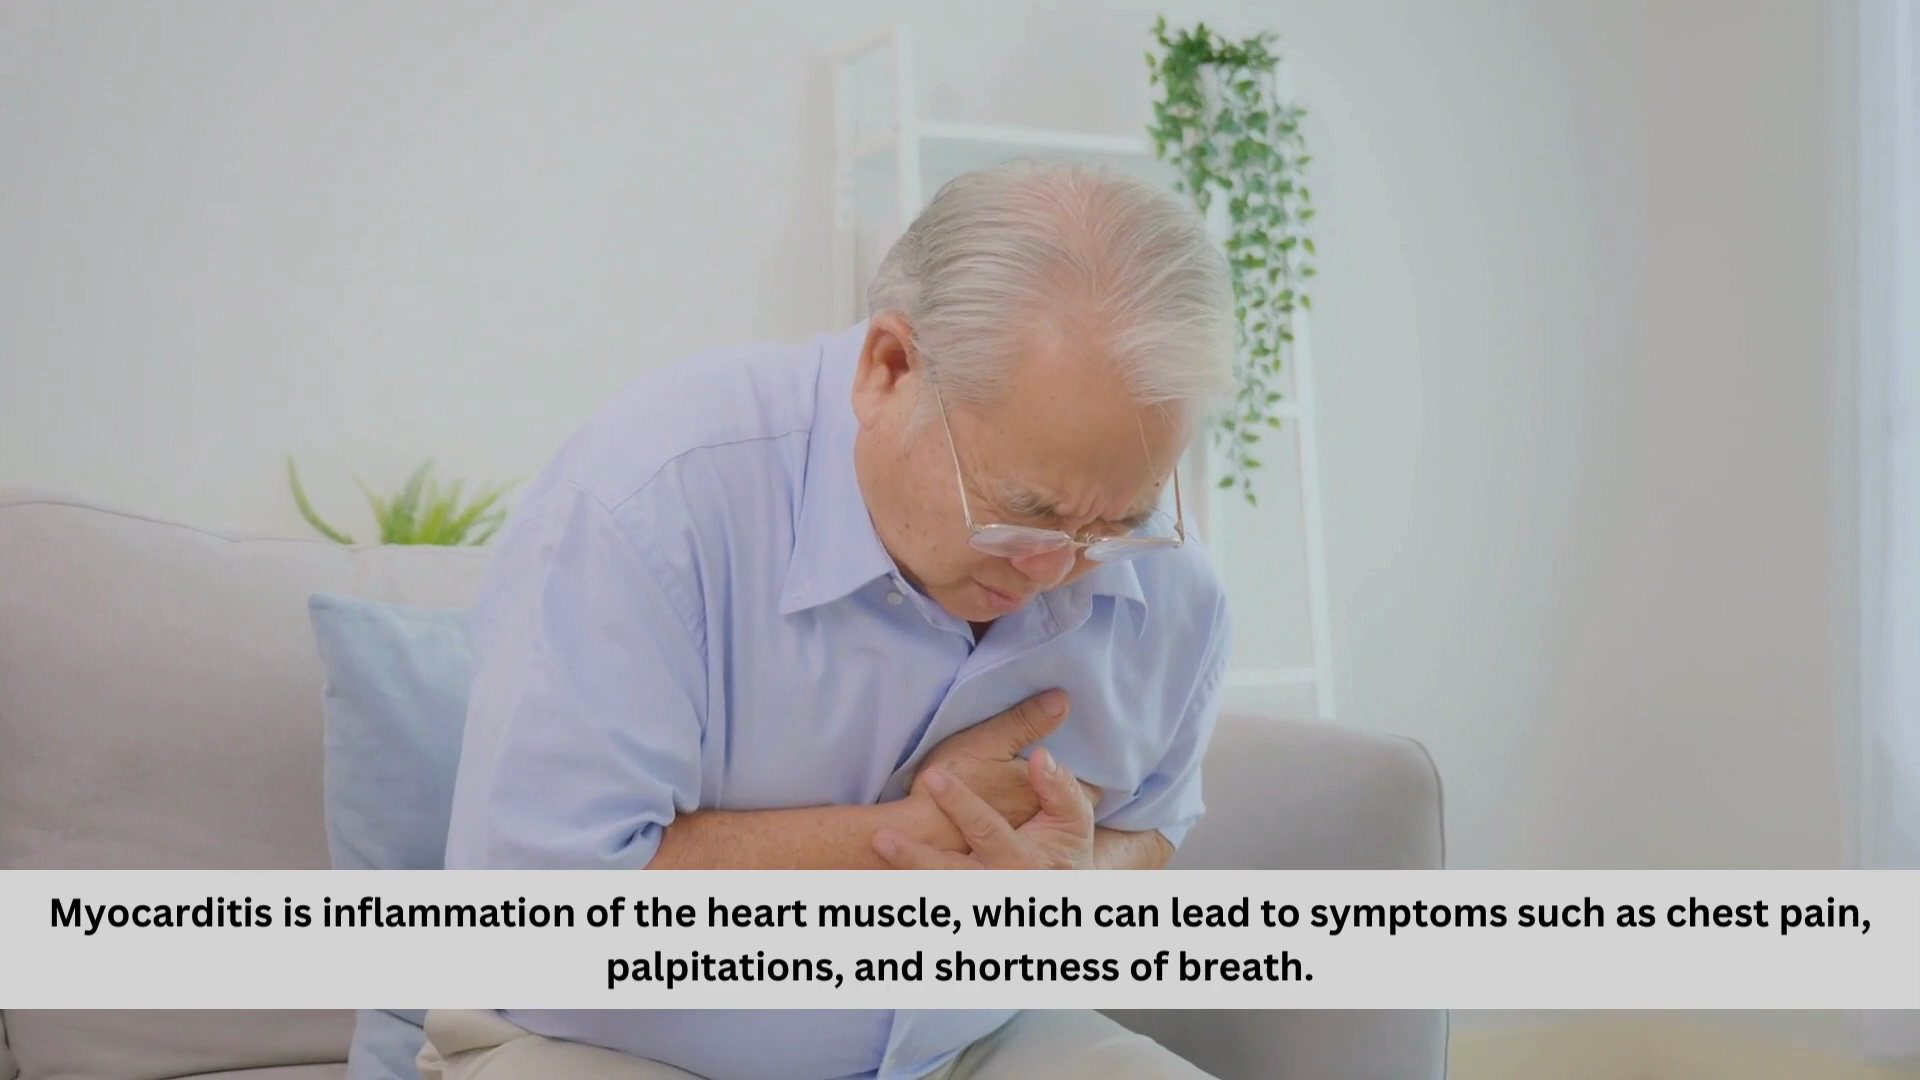 Myocarditis is inflammation of the heart muscle, which can lead to symptoms such as chest pain,
palpitations, and shortness of breath.